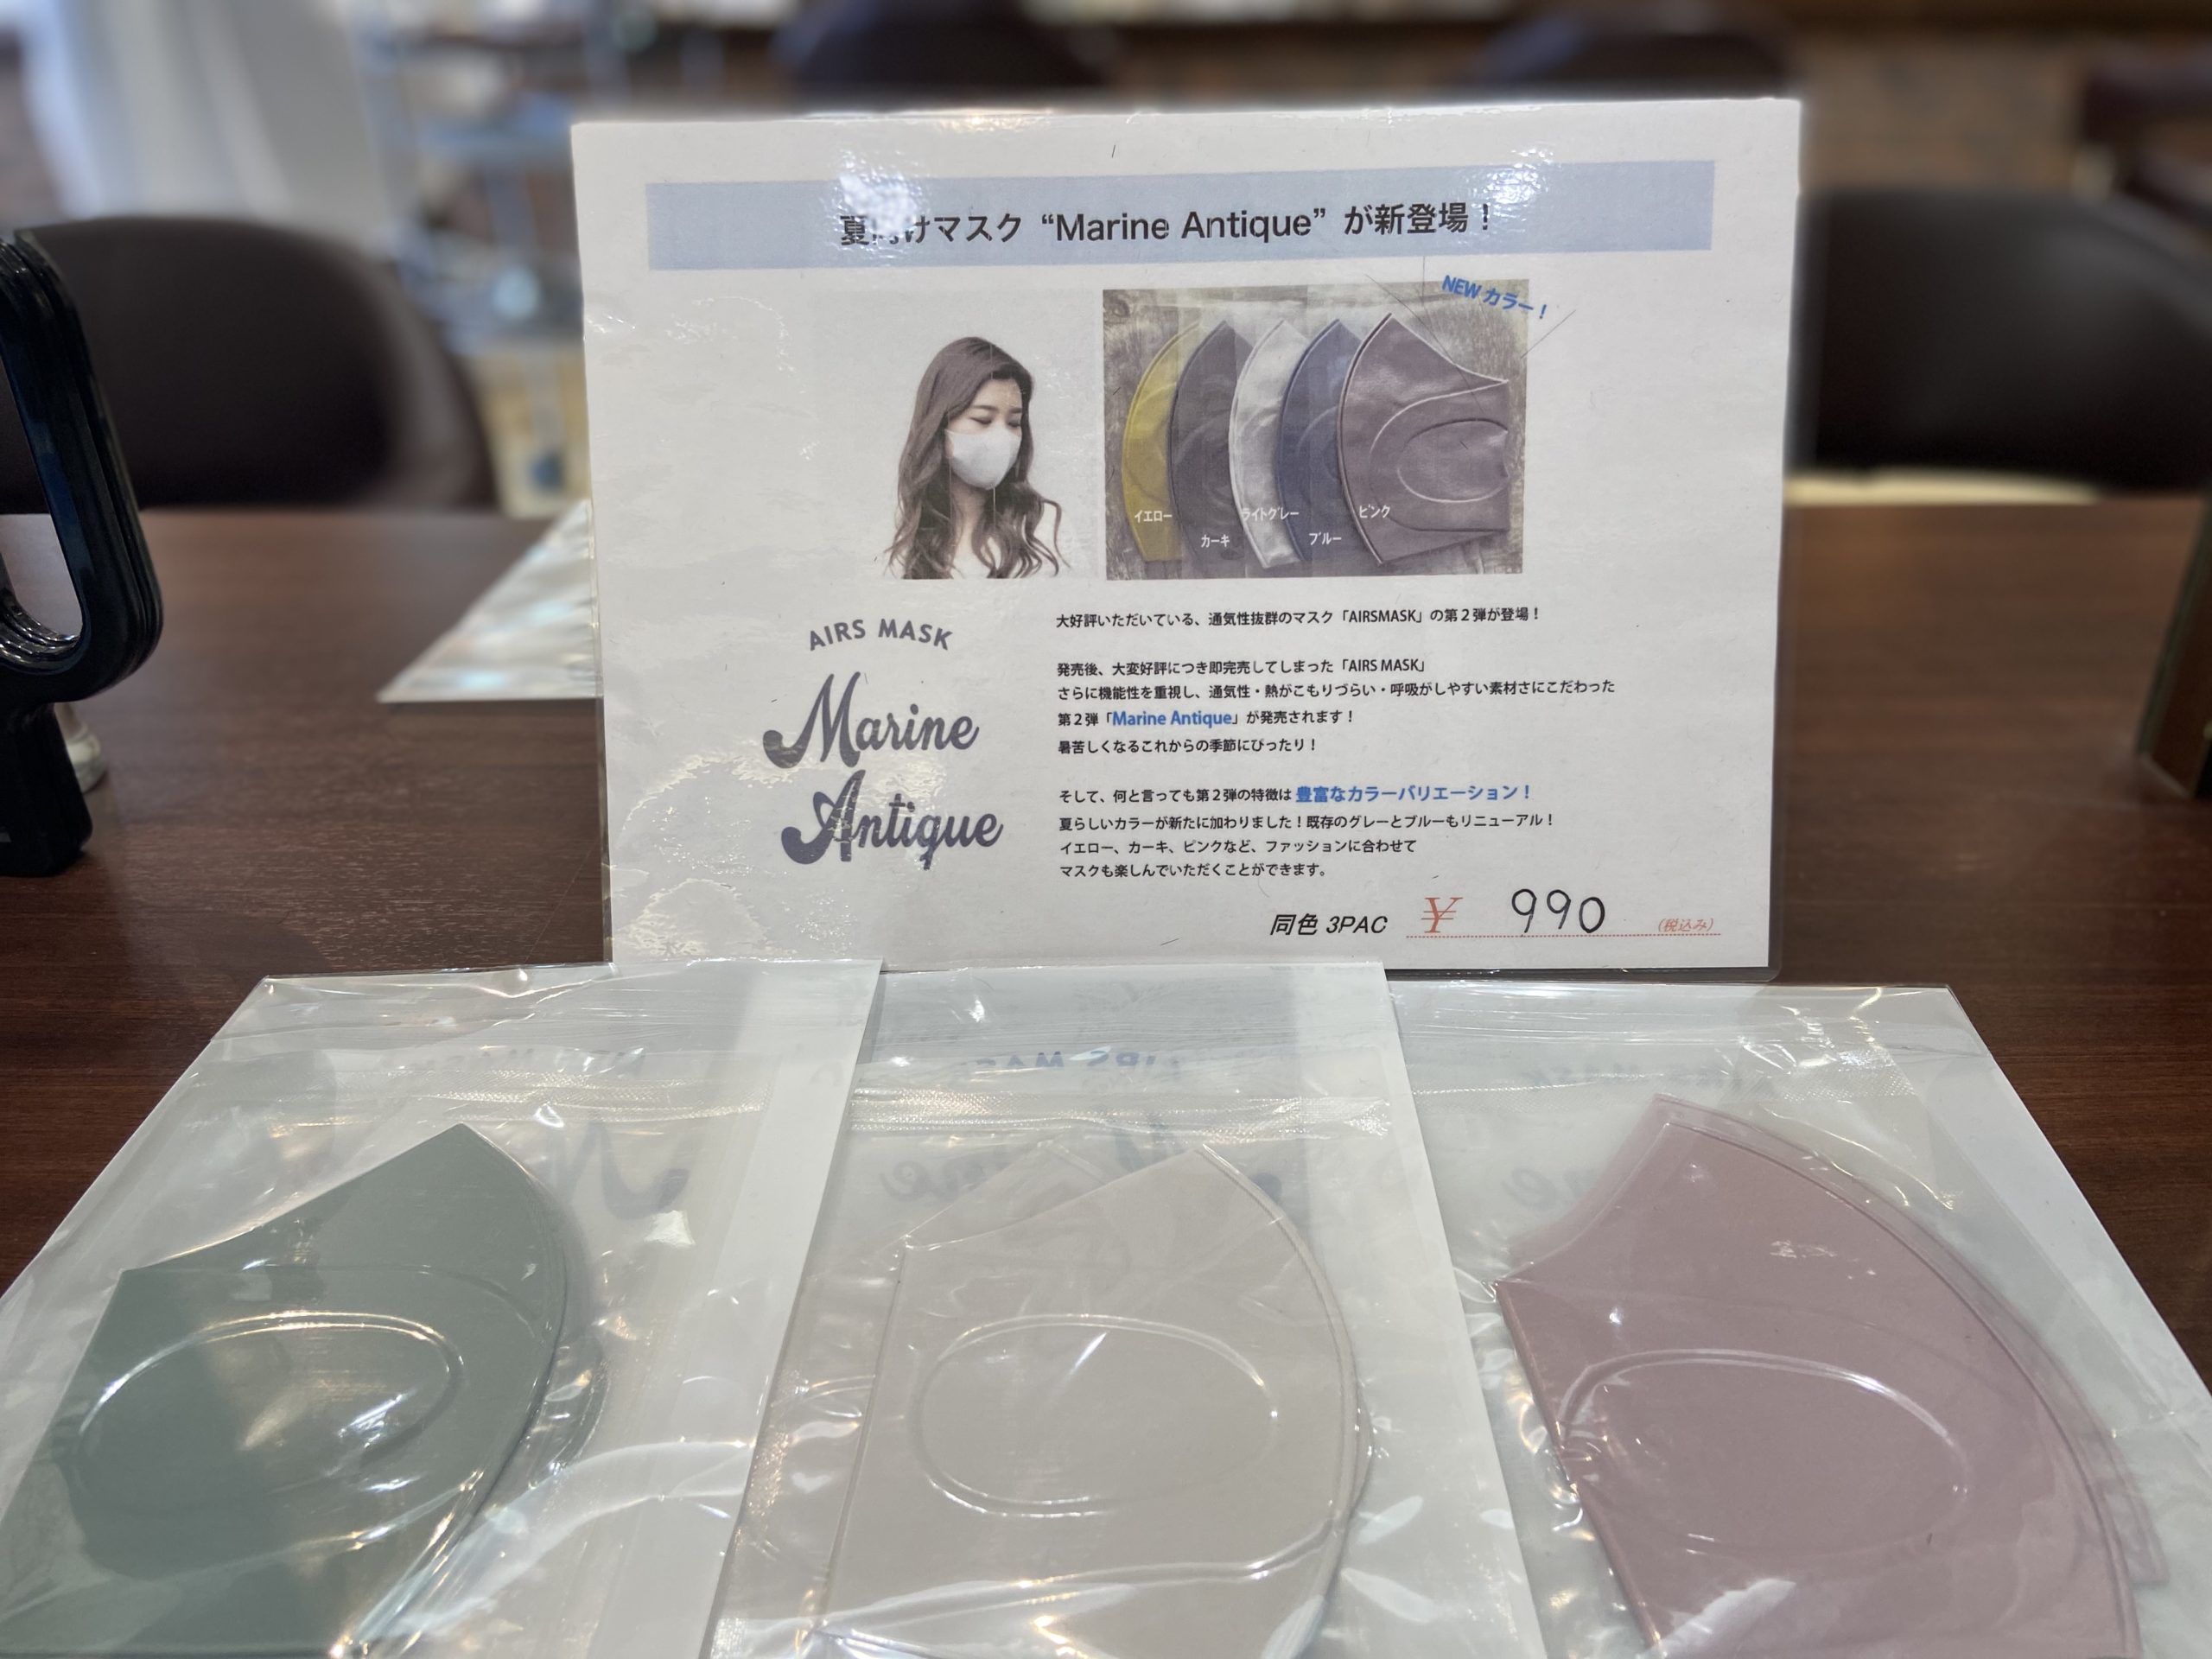 夏向けマスク “Marine Antique” が新登場！
NEW カラー！
イエロー
カーキ
ライトグレー
ブルー
ピンク
AIRS MASK
Marine
Antique
大好評いただいている、通気性抜群のマスク「AIRSMASK」の第２弾が登場！
発売後、大変好評につき即完売してしまった「AIRS MASK」
さらに機能性を重視し、通気性・熱がこもりづらい・呼吸がしやすい素材さにこだわった
第２弾「Marine Antique」が発売されます！
暑苦しくなるこれからの季節にぴったり！
そして、何と言っても第２弾の特徴は 豊富なカラーバリエーション！
夏らしいカラーが新たに加わりました！既存のグレーとブルーもリニューアル！
イエロー、カーキ、ピンクなど、ファッションに合わせて
マスクも楽しんでいただくことができます。
同色 3PAC ¥ 990 (税込み)